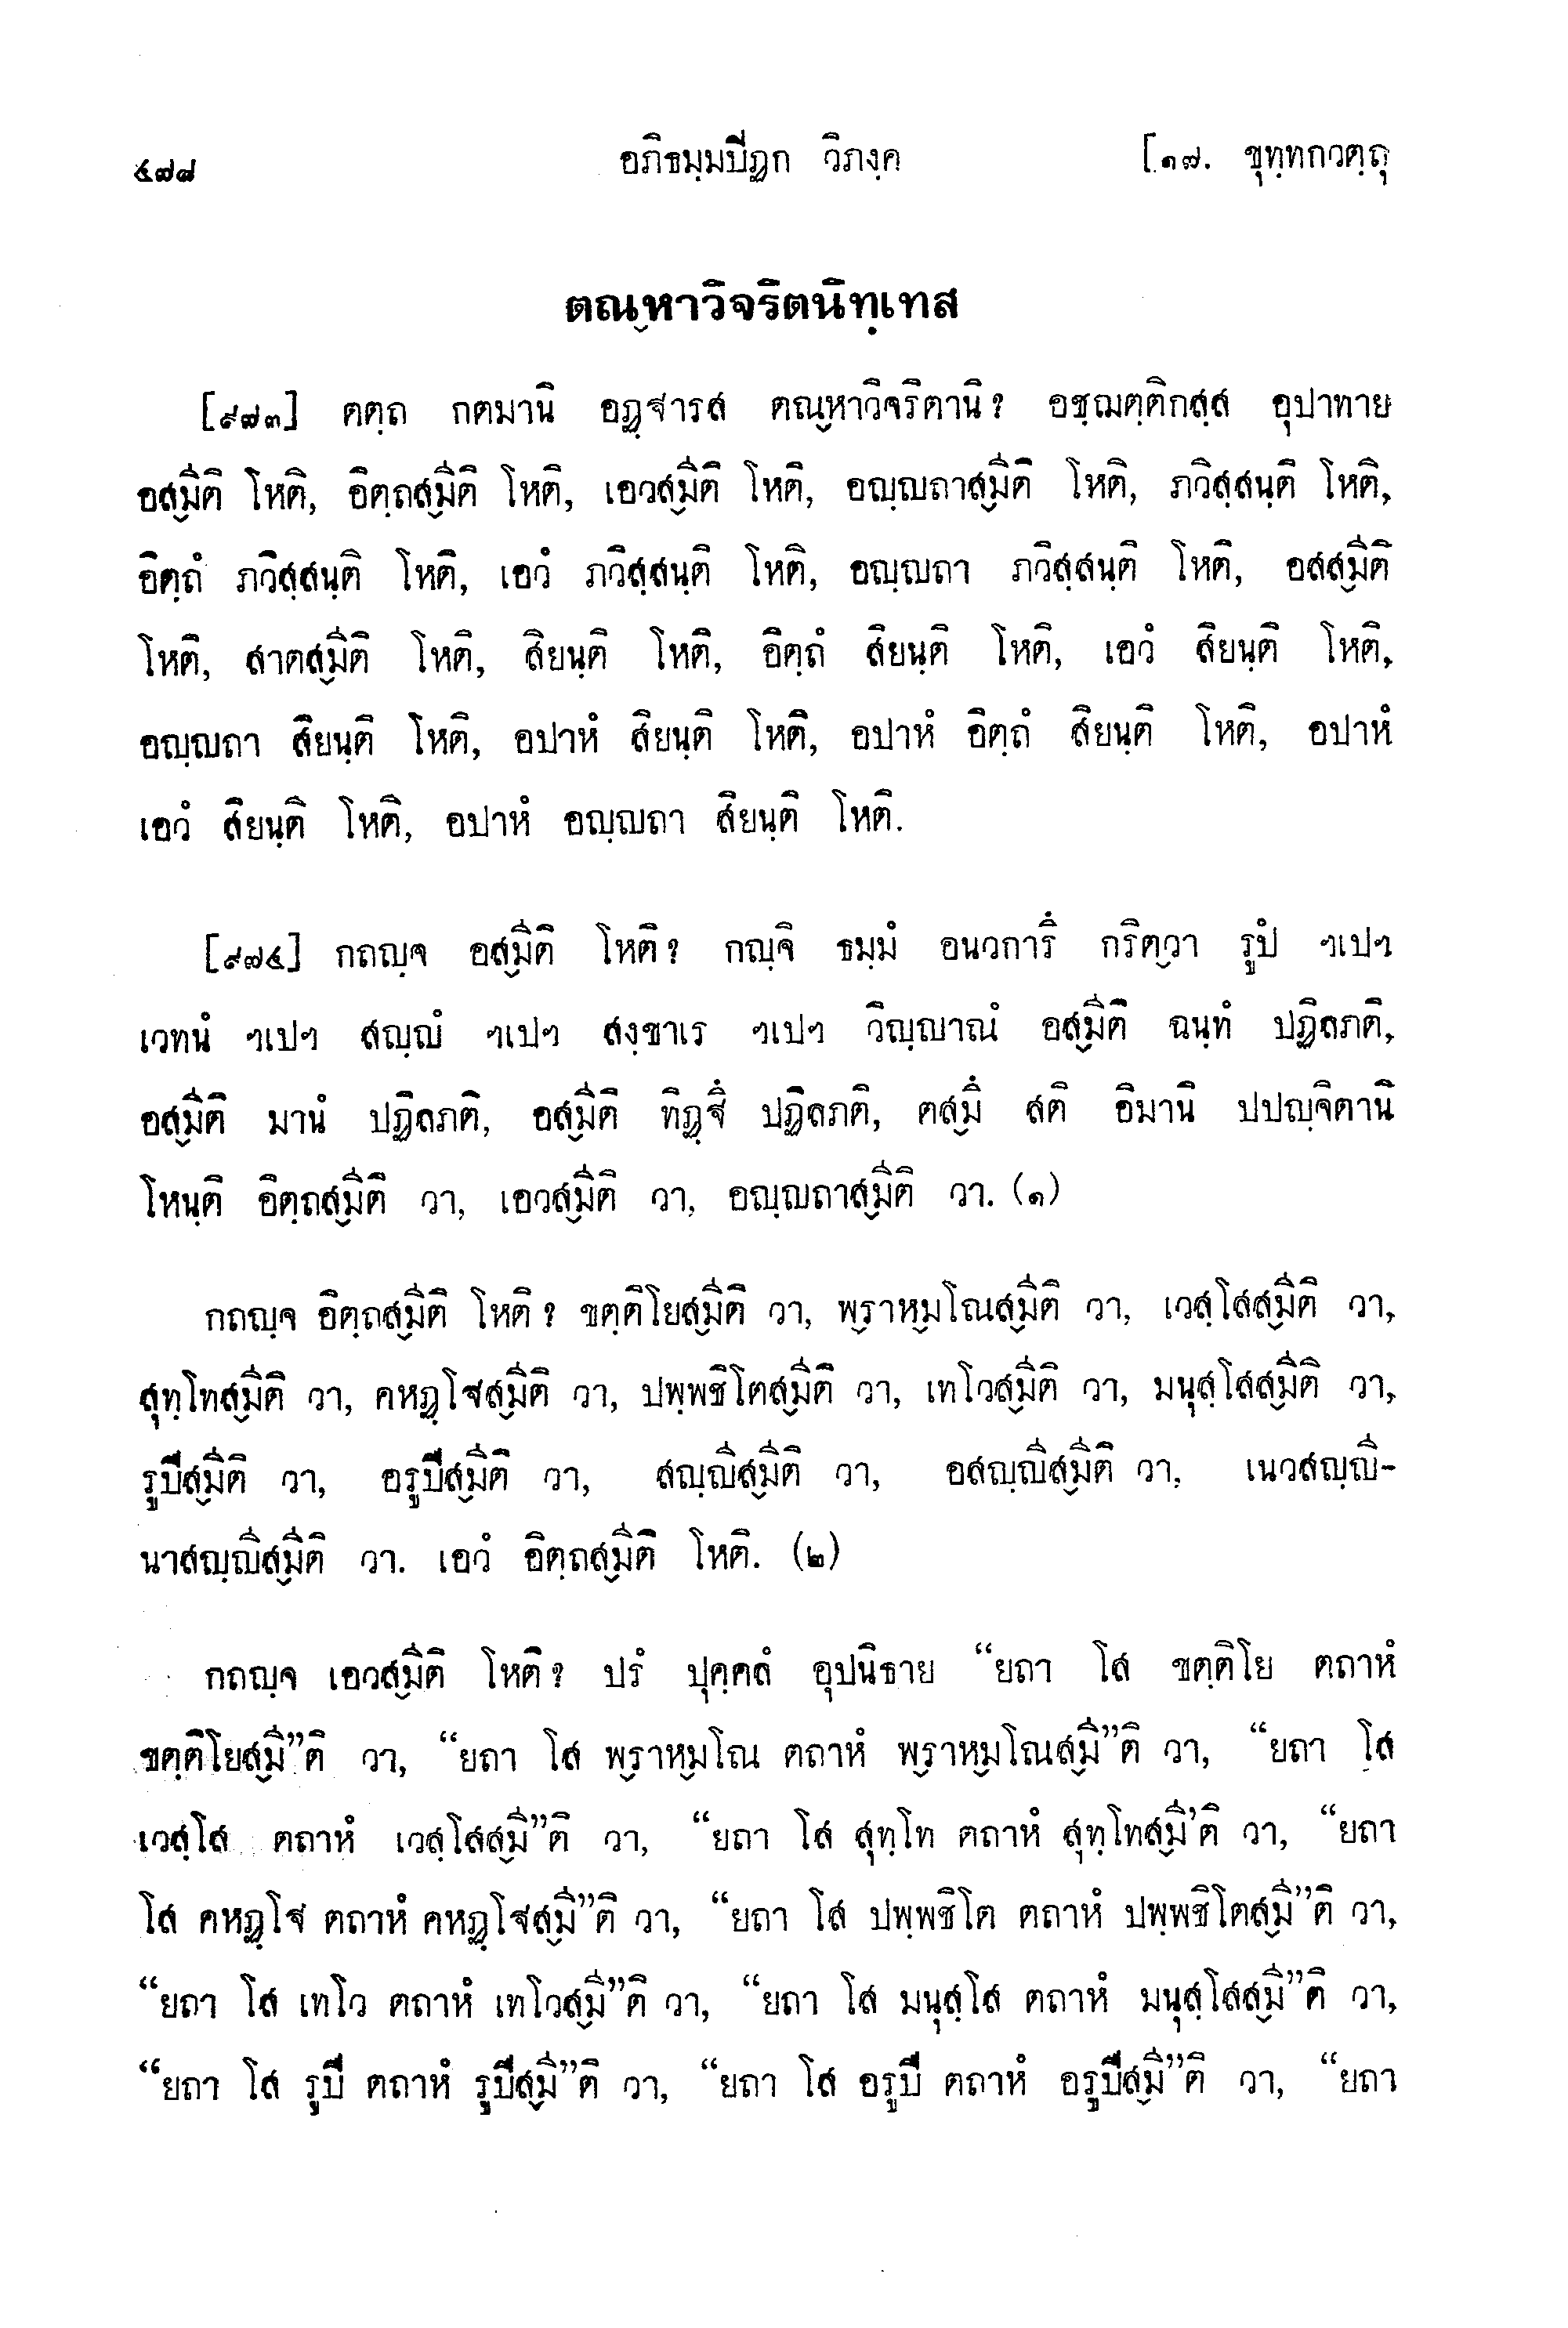 ๔๗๘ อภิธมฺมปิฏก วิภงฺค [๑๗. ขุทฺทกวตฺถุ
ตณฺหาวิจริตนิทฺเทส
[๙๗๓] ตตฺถ กตมานิ อฏฺฐารส ตณฺหาวิจริตานิ? อชฺฌตฺติกสฺส อุปาทาย
อสฺมีติ โหติ, อิตฺถสฺมีติ โหติ, เอวสฺมีติ โหติ, อญฺญถาสฺมีติ โหติ, ภวิสฺสนฺติ โหติ,
อิตฺถํ ภวิสฺสนฺติ โหติ, เอวํ ภวิสฺสนฺติ โหติ, อญฺญถา ภวิสฺสนฺติ โหติ, อสสฺมีติ
โหติ, สาตสฺมีติ โหติ, สิยนฺติ โหติ, อิตฺถํ สิยนฺติ โหติ, เอวํ สิยนฺติ โหติ,
อญฺญถา สิยนฺติ โหติ, อปาหํ สิยนฺติ โหติ, อปาหํ อิตฺถํ สิยนฺติ โหติ, อปาหํ
เอวํ สิยนฺติ โหติ, อปาหํ อญฺญถา สิยนฺติ โหติ.
[๙๗๔] กถญฺจ อสฺมีติ โหติ? กญฺจิ ธมฺมํ อนวการึ กริตฺวา รูปํ ฯเปฯ
เวทนํ ฯเปฯ สญฺญํ ฯเปฯ สงฺขาเร ฯเปฯ วิญฺญาณํ อสฺมีติ ฉนฺทํ ปฏิลภติ,
อสฺมีติ มานํ ปฏิลภติ, อสฺมีติ ทิฏฺฐึ ปฏิลภติ, ตสฺมึ สติ อิมานิ ปปญฺจิตานิ
โหนฺติ อิตฺถสฺมีติ วา, เอวสฺมีติ วา, อญฺญถาสฺมีติ วา. (๑)
กถญฺจ อิตฺถสฺมีติ โหติ? ขตฺติโยสฺมีติ วา, พฺราหฺมโณสฺมีติ วา, เวสฺโสสฺมีติ วา,
สุทฺโทสฺมีติ วา, คหฏฺโฐสฺมีติ วา, ปพฺพชิโตสฺมีติ วา, เทโวสฺมีติ วา, มนุสฺโสสฺมีติ วา,
รูปีสฺมีติ วา, อรูปีสฺมีติ วา, สญฺญีสฺมีติ วา, อสญฺญีสฺมีติ วา, เนวสญฺญี-
นาสญฺญีสฺมีติ วา. เอวํ อิตฺถสฺมีติ โหติ. (๒)
กถญฺจ เอวสฺมีติ โหติ? ปรํ ปุคฺคลํ อุปนิธาย “ยถา โส ขตฺติโย ตถาหํ
ขตฺติโยสฺมี”ติ วา, “ยถา โส พฺราหฺมโณ ตถาหํ พฺราหฺมโณสฺมี”ติ วา, “ยถา โส
เวสฺโส ตถาหํ เวสฺโสสฺมี”ติ วา, “ยถา โส สุทฺโท ตถาหํ สุทฺโทสฺมี’ติ วา, “ยถา
โส คหฏฺโฐ ตถาหํ คหฏฺโฐสฺมี”ติ วา, “ยถา โส ปพฺพชิโต ตถาหํ ปพฺพชิโตสฺมี”ติ วา,
“ยถา โส เทโว ตถาหํ เทโวสฺมี”ติ วา, “ยถา โส มนุสฺโส ตถาหํ มนุสฺโสสฺมี”ติ วา,
“ยถา โส รูปี ตถาหํ รูปีสฺมี”ติ วา, “ยถา โส อรูปี ตถาหํ อรูปีสฺมี”ติ วา, “ยถา